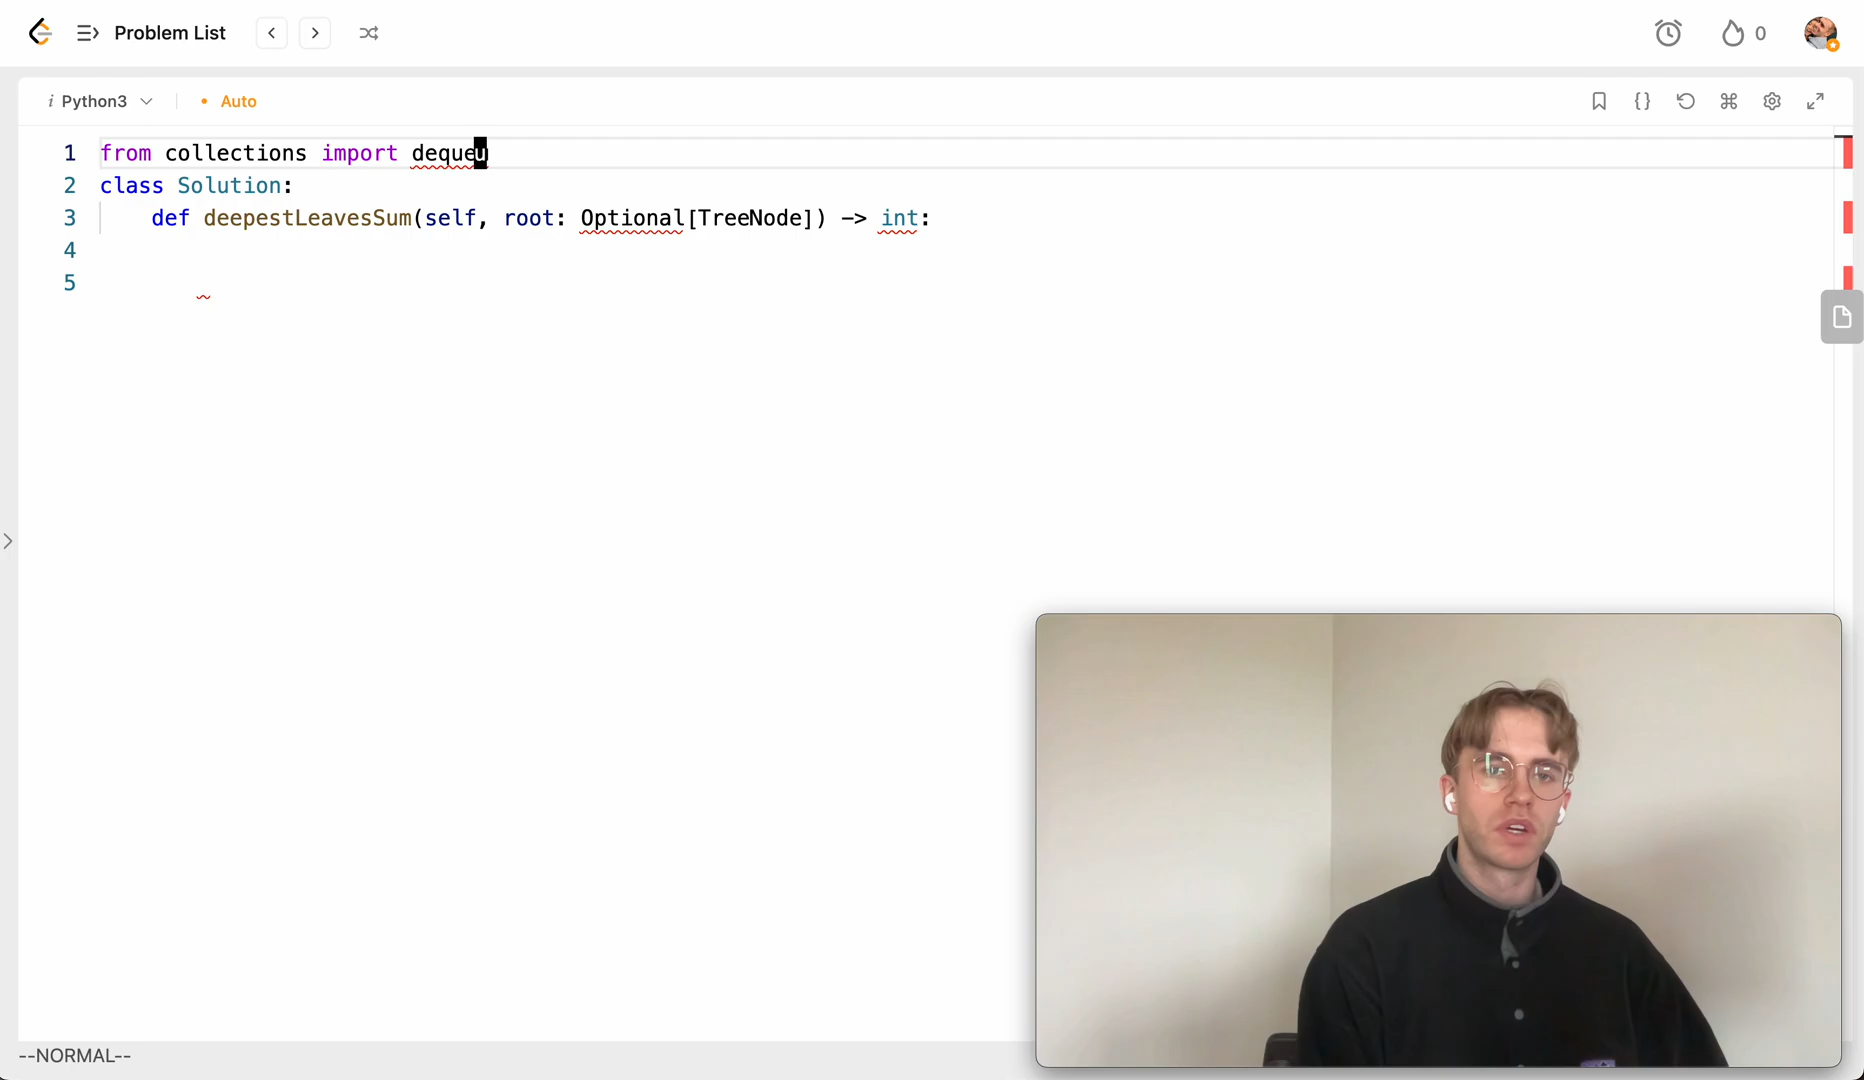 Problem List
0
i Python3
• Auto
1 from collections import dequeu
2 class Solution:
3 def deepestLeavesSum(self, root: Optional[TreeNode]) -> int:
4
5
--NORMAL--